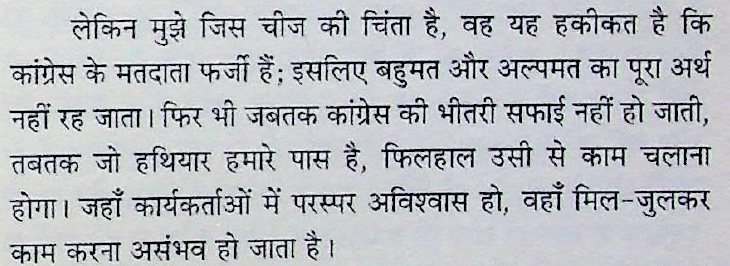 लेकिन मुझे जिस चीज की चिंता है, वह यह हकीकत है कि
कांग्रेस के मतदाता फर्जी हैं; इसलिए बहुमत और अल्पमत का पूरा अर्थ
नहीं रह जाता। फिर भी जबतक कांग्रेस की भीतरी सफाई नहीं हो जाती,
तबतक जो हथियार हमारे पास है, फिलहाल उसी से काम चलाना
होगा। जहाँ कार्यकर्ताओं में परस्पर अविश्वास हो, वहाँ मिल-जुलकर
काम करना असंभव हो जाता है।